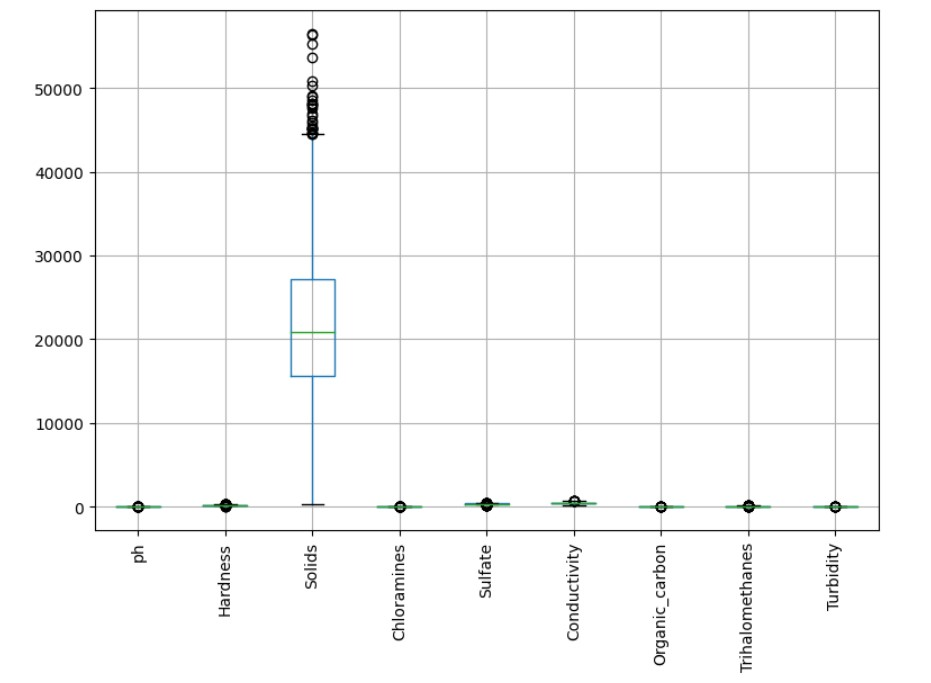 50000
40000
30000
20000
10000
0
ph
Hardness
Solids
Chloramines
Sulfate
Conductivity
Organic_carbon
Trihalomethanes
Turbidity